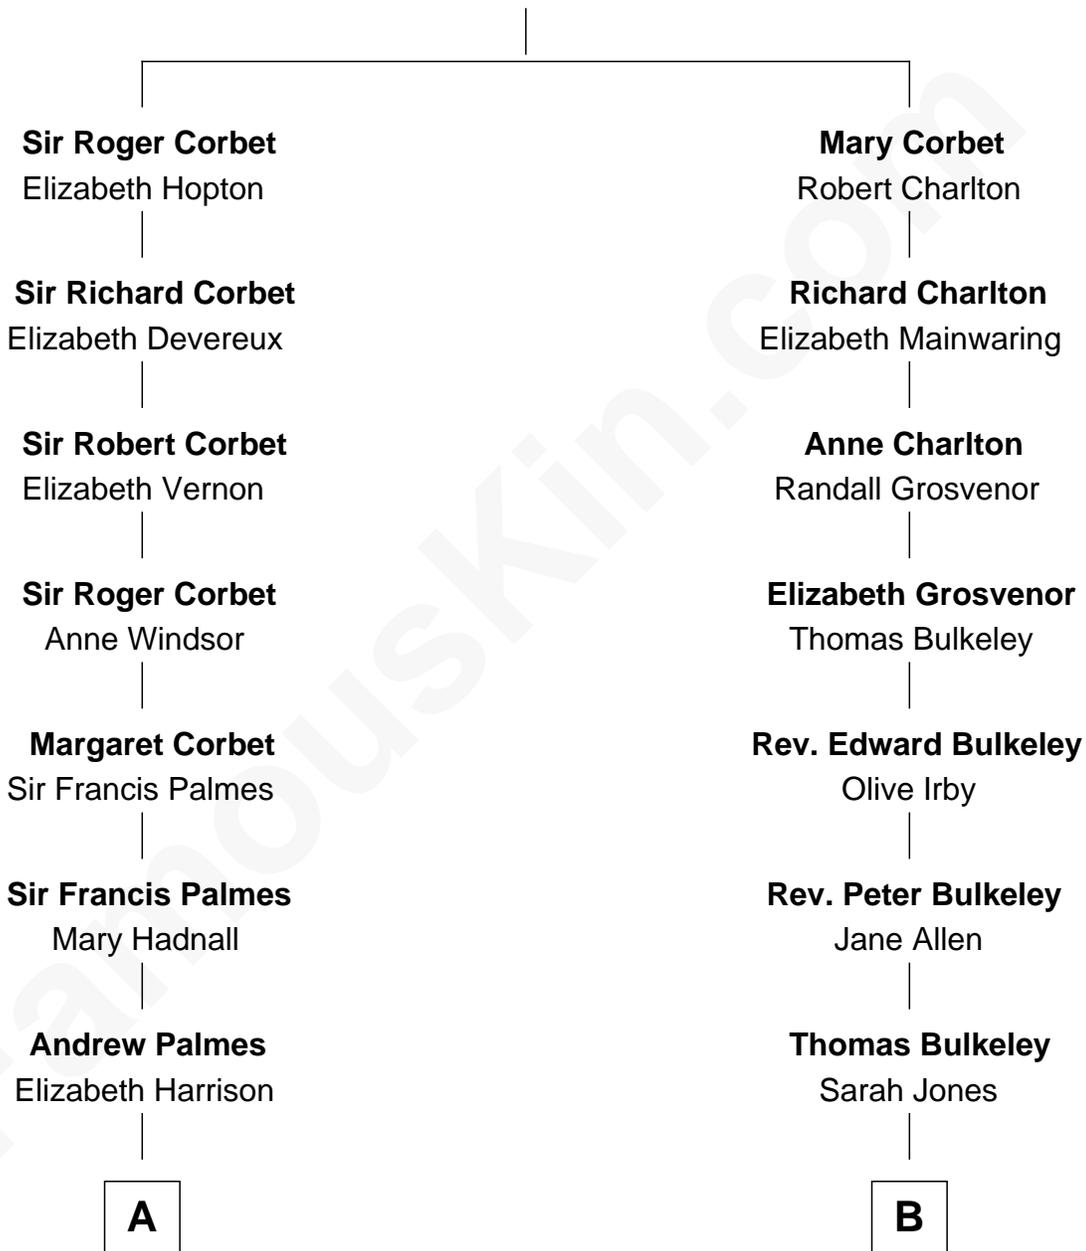 Sir Roger Corbet
Elizabeth Hopton
Sir Richard Corbet
Elizabeth Devereux
Sir Robert Corbet
Elizabeth Vernon
Sir Roger Corbet
Anne Windsor
Margaret Corbet
Sir Francis Palmes
Sir Francis Palmes
Mary Hadnall
Andrew Palmes
Elizabeth Harrison
A
Mary Corbet
Robert Charlton
Richard Charlton
Elizabeth Mainwaring
Anne Charlton
Randall Grosvenor
Elizabeth Grosvenor
Thomas Bulkeley
Rev. Edward Bulkeley
Olive Irby
Rev. Peter Bulkeley
Jane Allen
Thomas Bulkeley
Sarah Jones
B
FamousKin.com